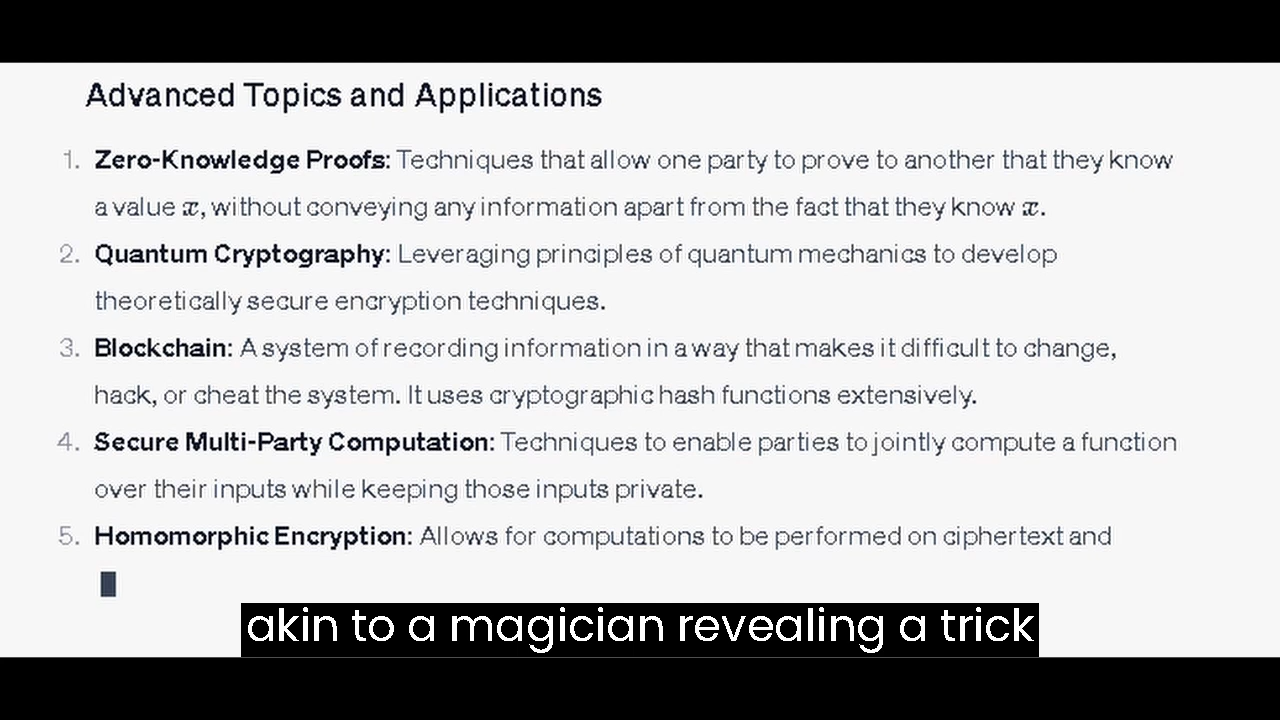 Advanced Topics and Applications
1. Zero-Knowledge Proofs: Techniques that allow one party to prove to another that they know
a value x, without conveying any information apart from the fact that they know x.
2. Quantum Cryptography: Leveraging principles of quantum mechanics to develop
theoretically secure encryption techniques.
3. Blockchain: A system of recording information in a way that makes it difficult to change,
hack, or cheat the system. It uses cryptographic hash functions extensively.
4. Secure Multi-Party Computation: Techniques to enable parties to jointly compute a function
over their inputs while keeping those inputs private.
5. Homomorphic Encryption: Allows for computations to be performed on ciphertext and
akin to a magician revealing a trick